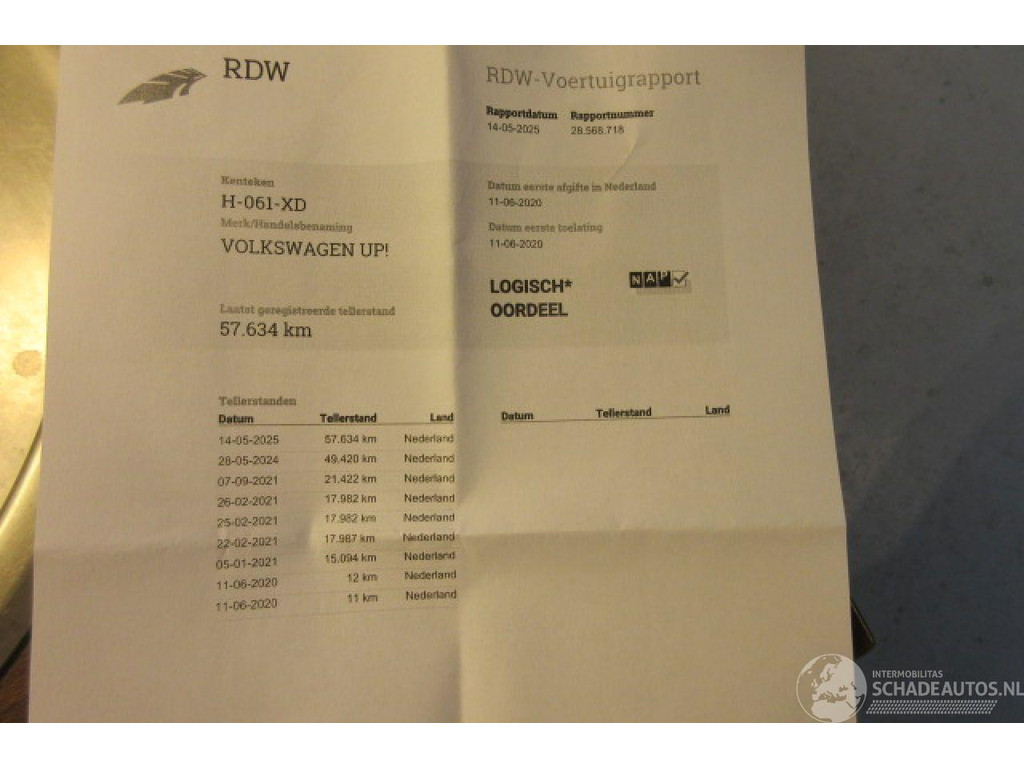 RDW
RDW-Voertuigrapport
Rapportdatum Rapportnummer
14-05-2025 28.568.718
Kenteken
H-061-XD
Merk/Handelsbenaming
VOLKSWAGEN UP!
Laatst geregistreerde tellerstand
57.634 km
Datum eerste afgifte in Nederland
11-06-2020
Datum eerste toelating
11-06-2020
LOGISCH*
OORDEEL
NAP
Tellerstanden
Datum Tellerstand Land
14-05-2025 57.634 km Nederland
28-05-2024 49.420 km Nederland
07-09-2021 21.422 km Nederland
26-02-2021 17.982 km Nederland
25-02-2021 17.982 km Nederland
22-02-2021 17.987 km Nederland
05-01-2021 15.094 km Nederland
11-06-2020 12 km Nederland
11-06-2020 11 km Nederland
Datum Tellerstand Land
INTERMOBILITAS
SCHADEAUTOS.NL